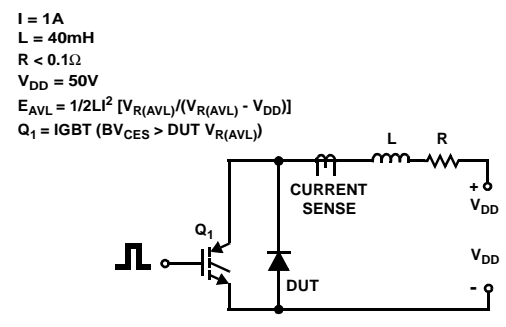 I = 1A
L = 40mH
R < 0.1Ω
VDD = 50V
EAVL = 1/2LI2 [VR(AVL)/(VR(AVL) - VDD)]
Q1 = IGBT (BVCES > DUT VR(AVL))
L R
CURRENT
SENSE
+
VDD
Q1
VDD
DUT
-